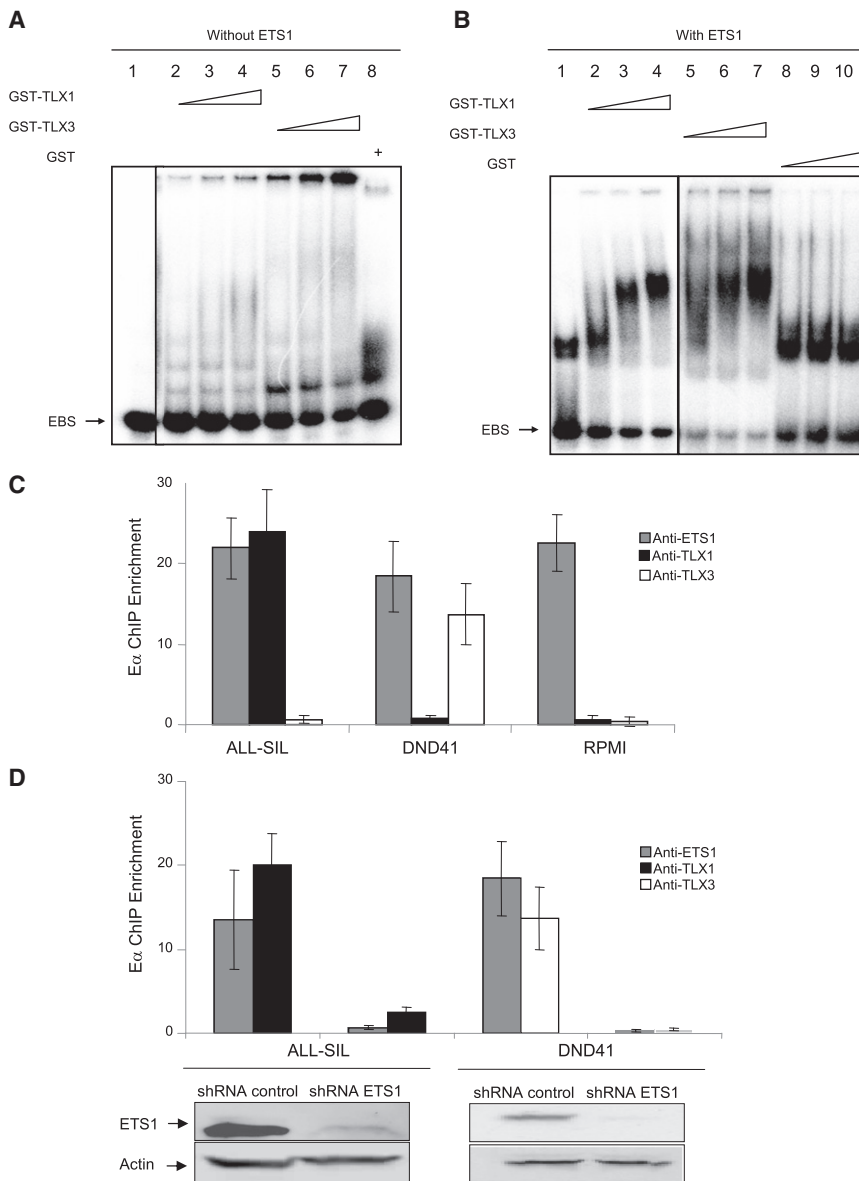 A
Without ETS1
1 2 3 4 5 6 7 8
GST-TLX1
GST-TLX3
GST +
EBS
B
With ETS1
1 2 3 4 5 6 7 8 9 10
GST-TLX1
GST-TLX3
GST
EBS
C
Eα ChIP Enrichment
30
20
10
0
Anti-ETS1
Anti-TLX1
Anti-TLX3
ALL-SIL DND41 RPMI
D
Eα ChIP Enrichment
30
20
10
0
Anti-ETS1
Anti-TLX1
Anti-TLX3
ALL-SIL DND41
shRNA control shRNA ETS1 shRNA control shRNA ETS1
ETS1
Actin